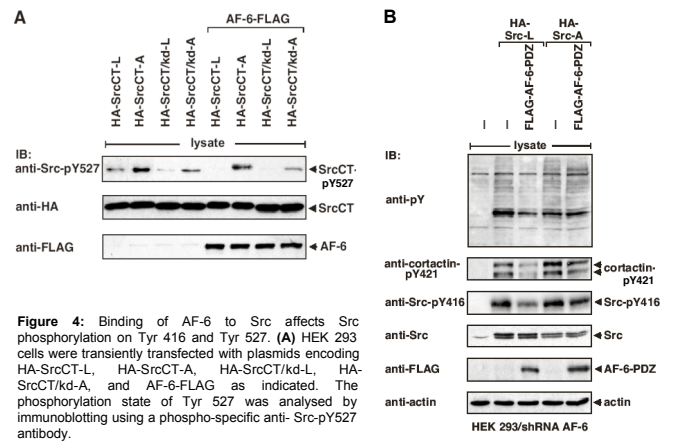 A
AF-6-FLAG
HA-SrcCT-L
HA-SrcCT-A
HA-SrcCT/kd-L
HA-SrcCT/kd-A
HA-SrcCT-L
HA-SrcCT-A
HA-SrcCT/kd-L
HA-SrcCT/kd-A
lysate
IB:
anti-Src-pY527
SrcCT-
pY527
anti-HA
SrcCT
anti-FLAG
AF-6
Figure 4: Binding of AF-6 to Src affects Src
phosphorylation on Tyr 416 and Tyr 527. (A) HEK 293
cells were transiently transfected with plasmids encoding
HA-SrcCT-L, HA-SrcCT-A, HA-SrcCT/kd-L, HA-
SrcCT/kd-A, and AF-6-FLAG as indicated. The
phosphorylation state of Tyr 527 was analysed by
immunoblotting using a phospho-specific anti- Src-pY527
antibody.
B
HA-
Src-L
HA-
Src-A
–
–
FLAG-AF-6-PDZ
–
FLAG-AF-6-PDZ
lysate
IB:
anti-pY
anti-cortactin-
pY421
cortactin-
pY421
anti-Src-pY416
Src-pY416
anti-Src
Src
anti-FLAG
AF-6-PDZ
anti-actin
actin
HEK 293/shRNA AF-6